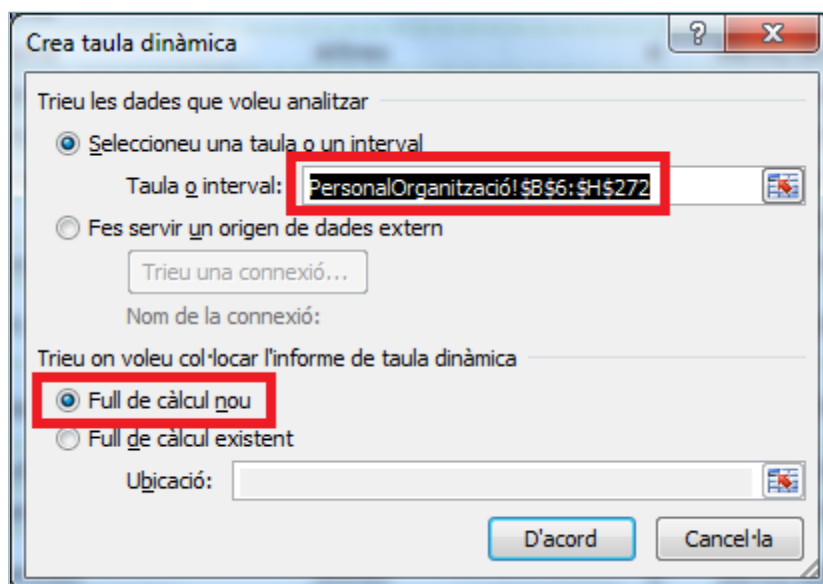 Crea taula dinàmica
Trieu les dades que voleu analitzar
Seleccioneu una taula o un interval
Taula o interval: PersonalOrganització!$B$6:$H$272
Fes servir un origen de dades extern
Trieu una connexió...
Nom de la connexió:
Trieu on voleu col·locar l'informe de taula dinàmica
Full de càlcul nou
Full de càlcul existent
Ubicació:
D'acord Cancel·la